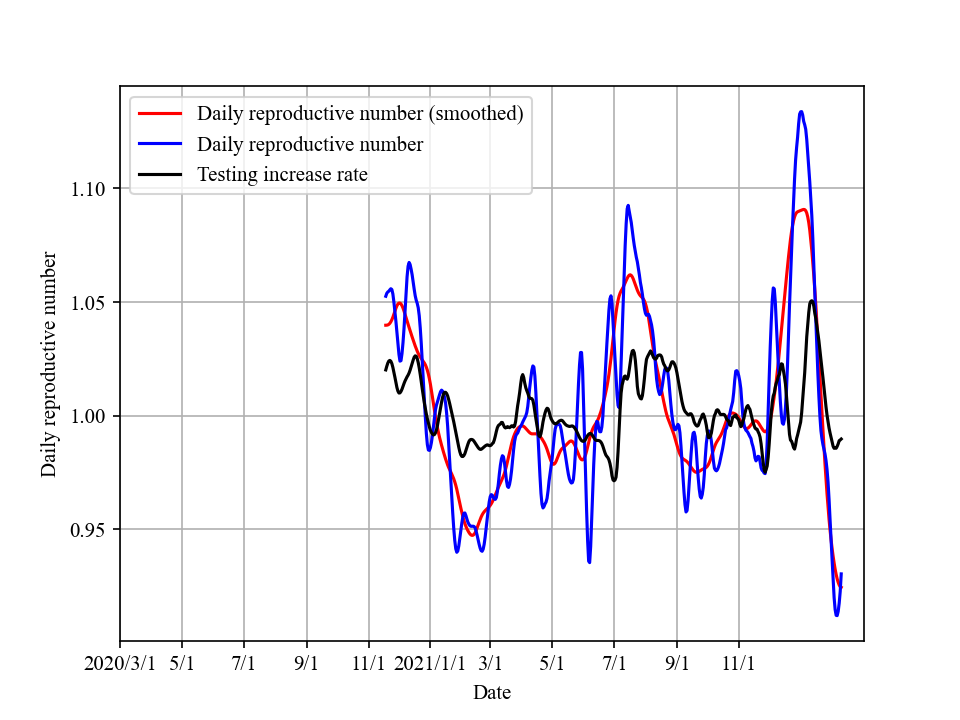 Daily reproductive number (smoothed)
Daily reproductive number
Testing increase rate
Daily reproductive number
1.10
1.05
1.00
0.95
2020/3/1 5/1 7/1 9/1 11/1 2021/1/1 3/1 5/1 7/1 9/1 11/1
Date